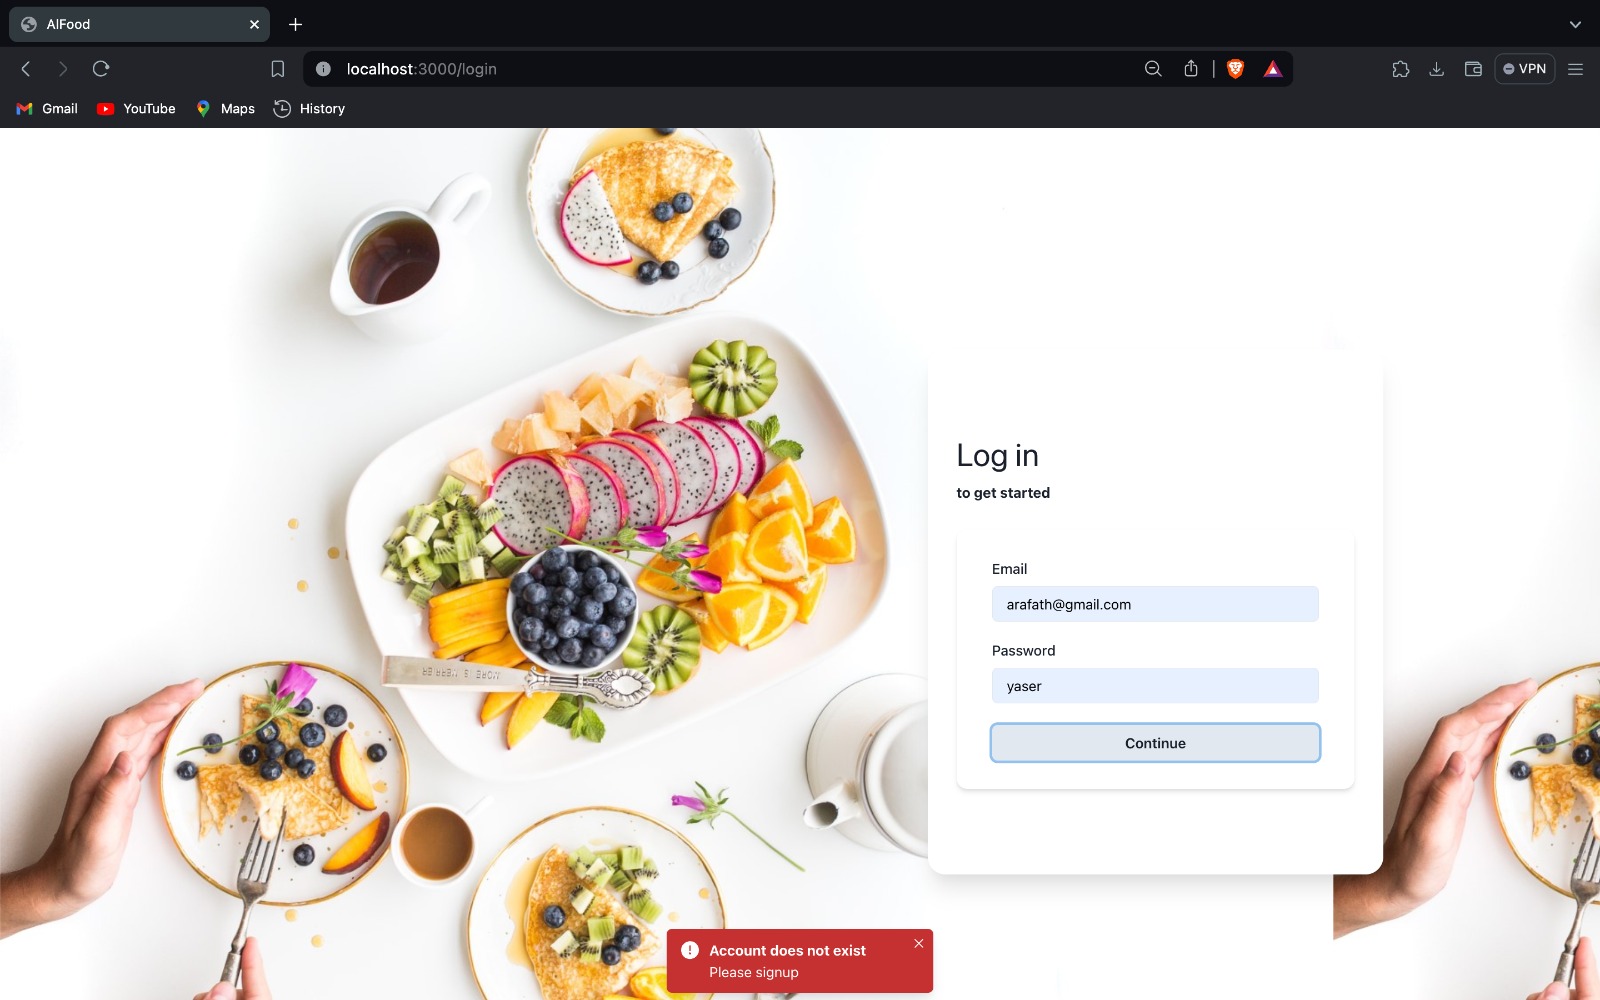 AIFood
localhost:3000/login
VPN
Gmail
YouTube
Maps
History
Log in
to get started
Email
arafath@gmail.com
Password
yaser
Continue
Account does not exist
Please signup